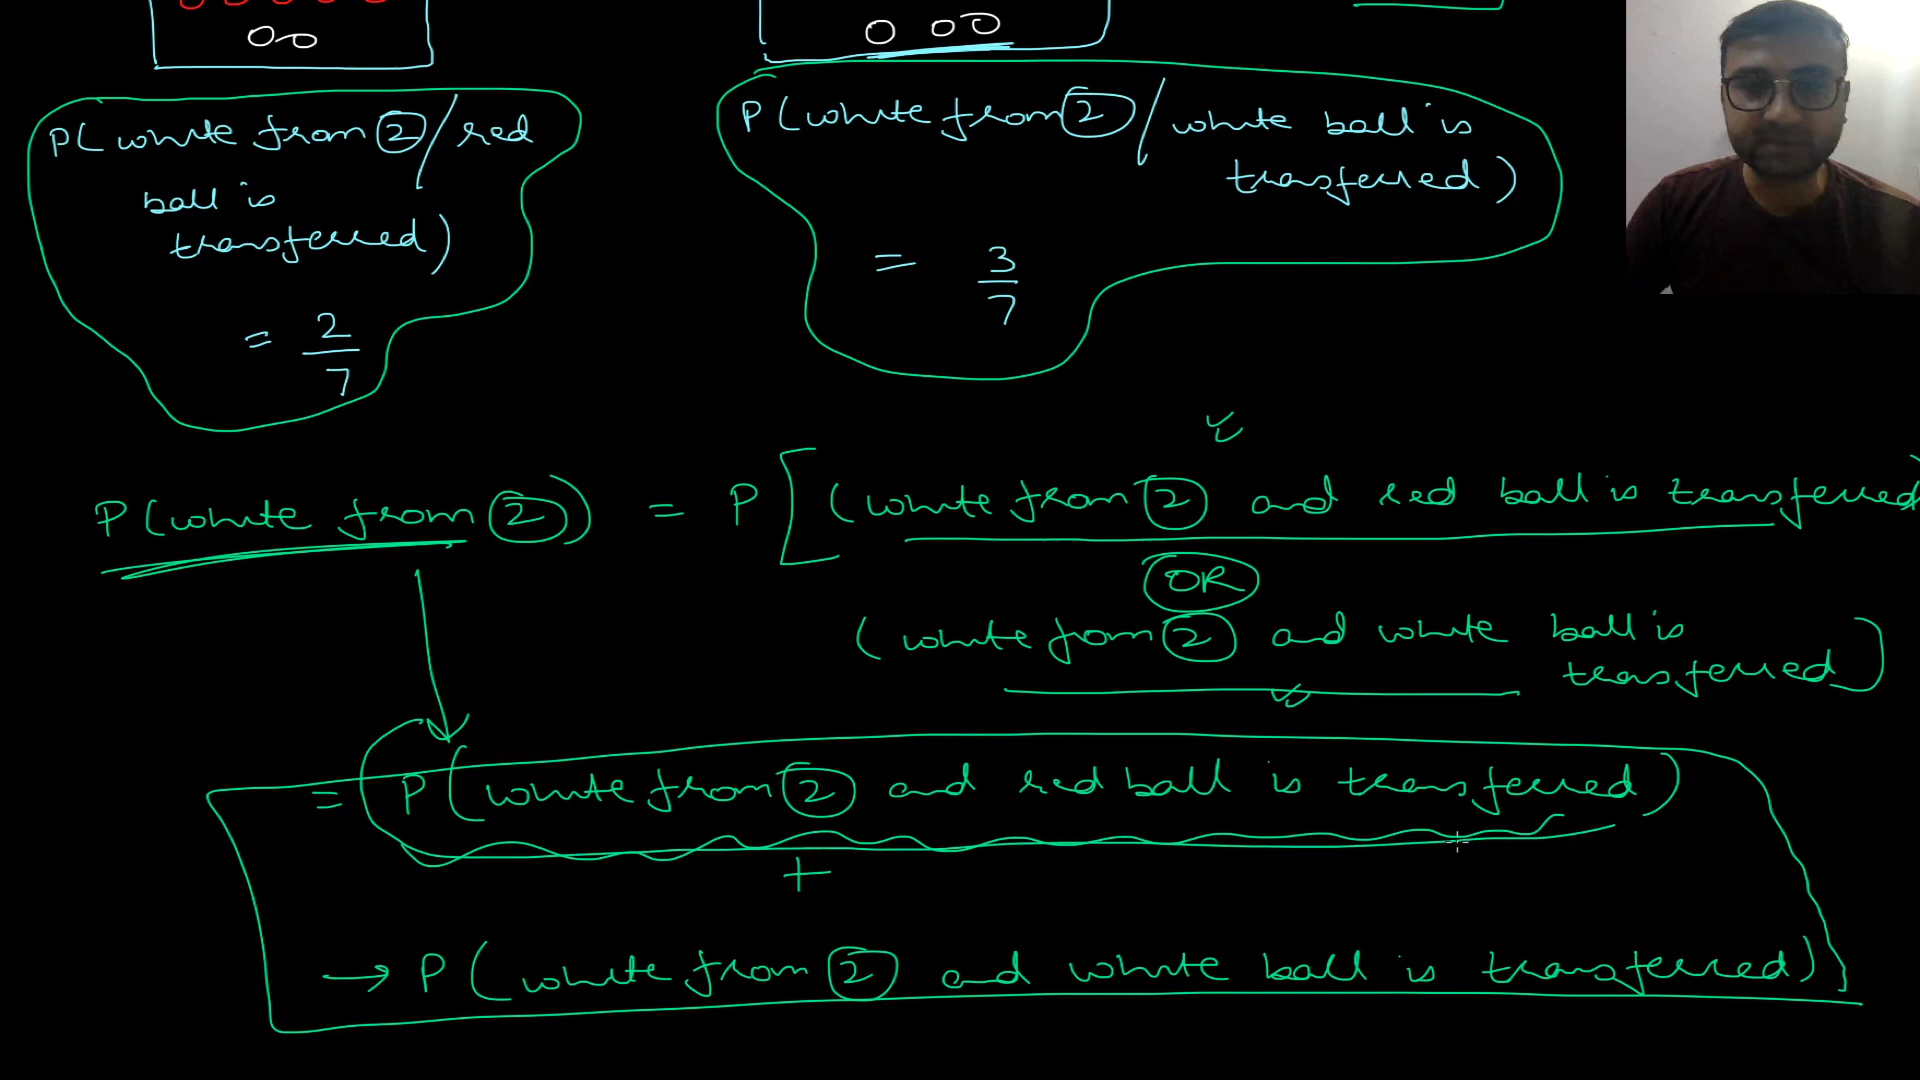 P(white from 2/red
ball is
transferred)
= 2/7
P(white from 2/white ball is
transferred)
= 3/7
P(white from 2) = P[(white from 2 and red ball is transferred)
OR
(white from 2 and white ball is
transferred)
= P(white from 2 and red ball is transferred)
+
→ P(white from 2 and white ball is transferred)